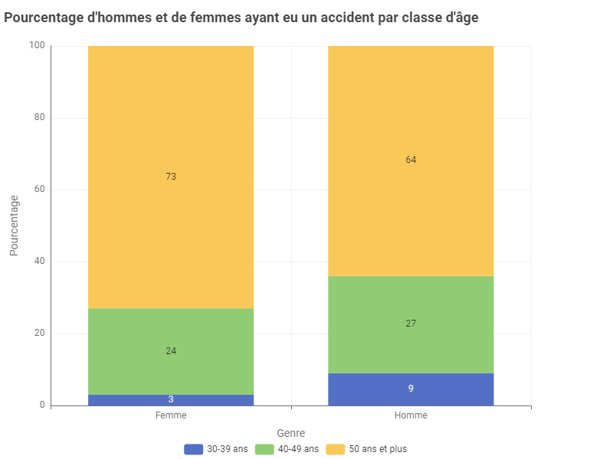 Pourcentage d'hommes et de femmes ayant eu un accident par classe d'âge
100
80
60
40
20
0
Pourcentage
73
24
3
64
27
9
Femme
Homme
Genre
30-39 ans
40-49 ans
50 ans et plus